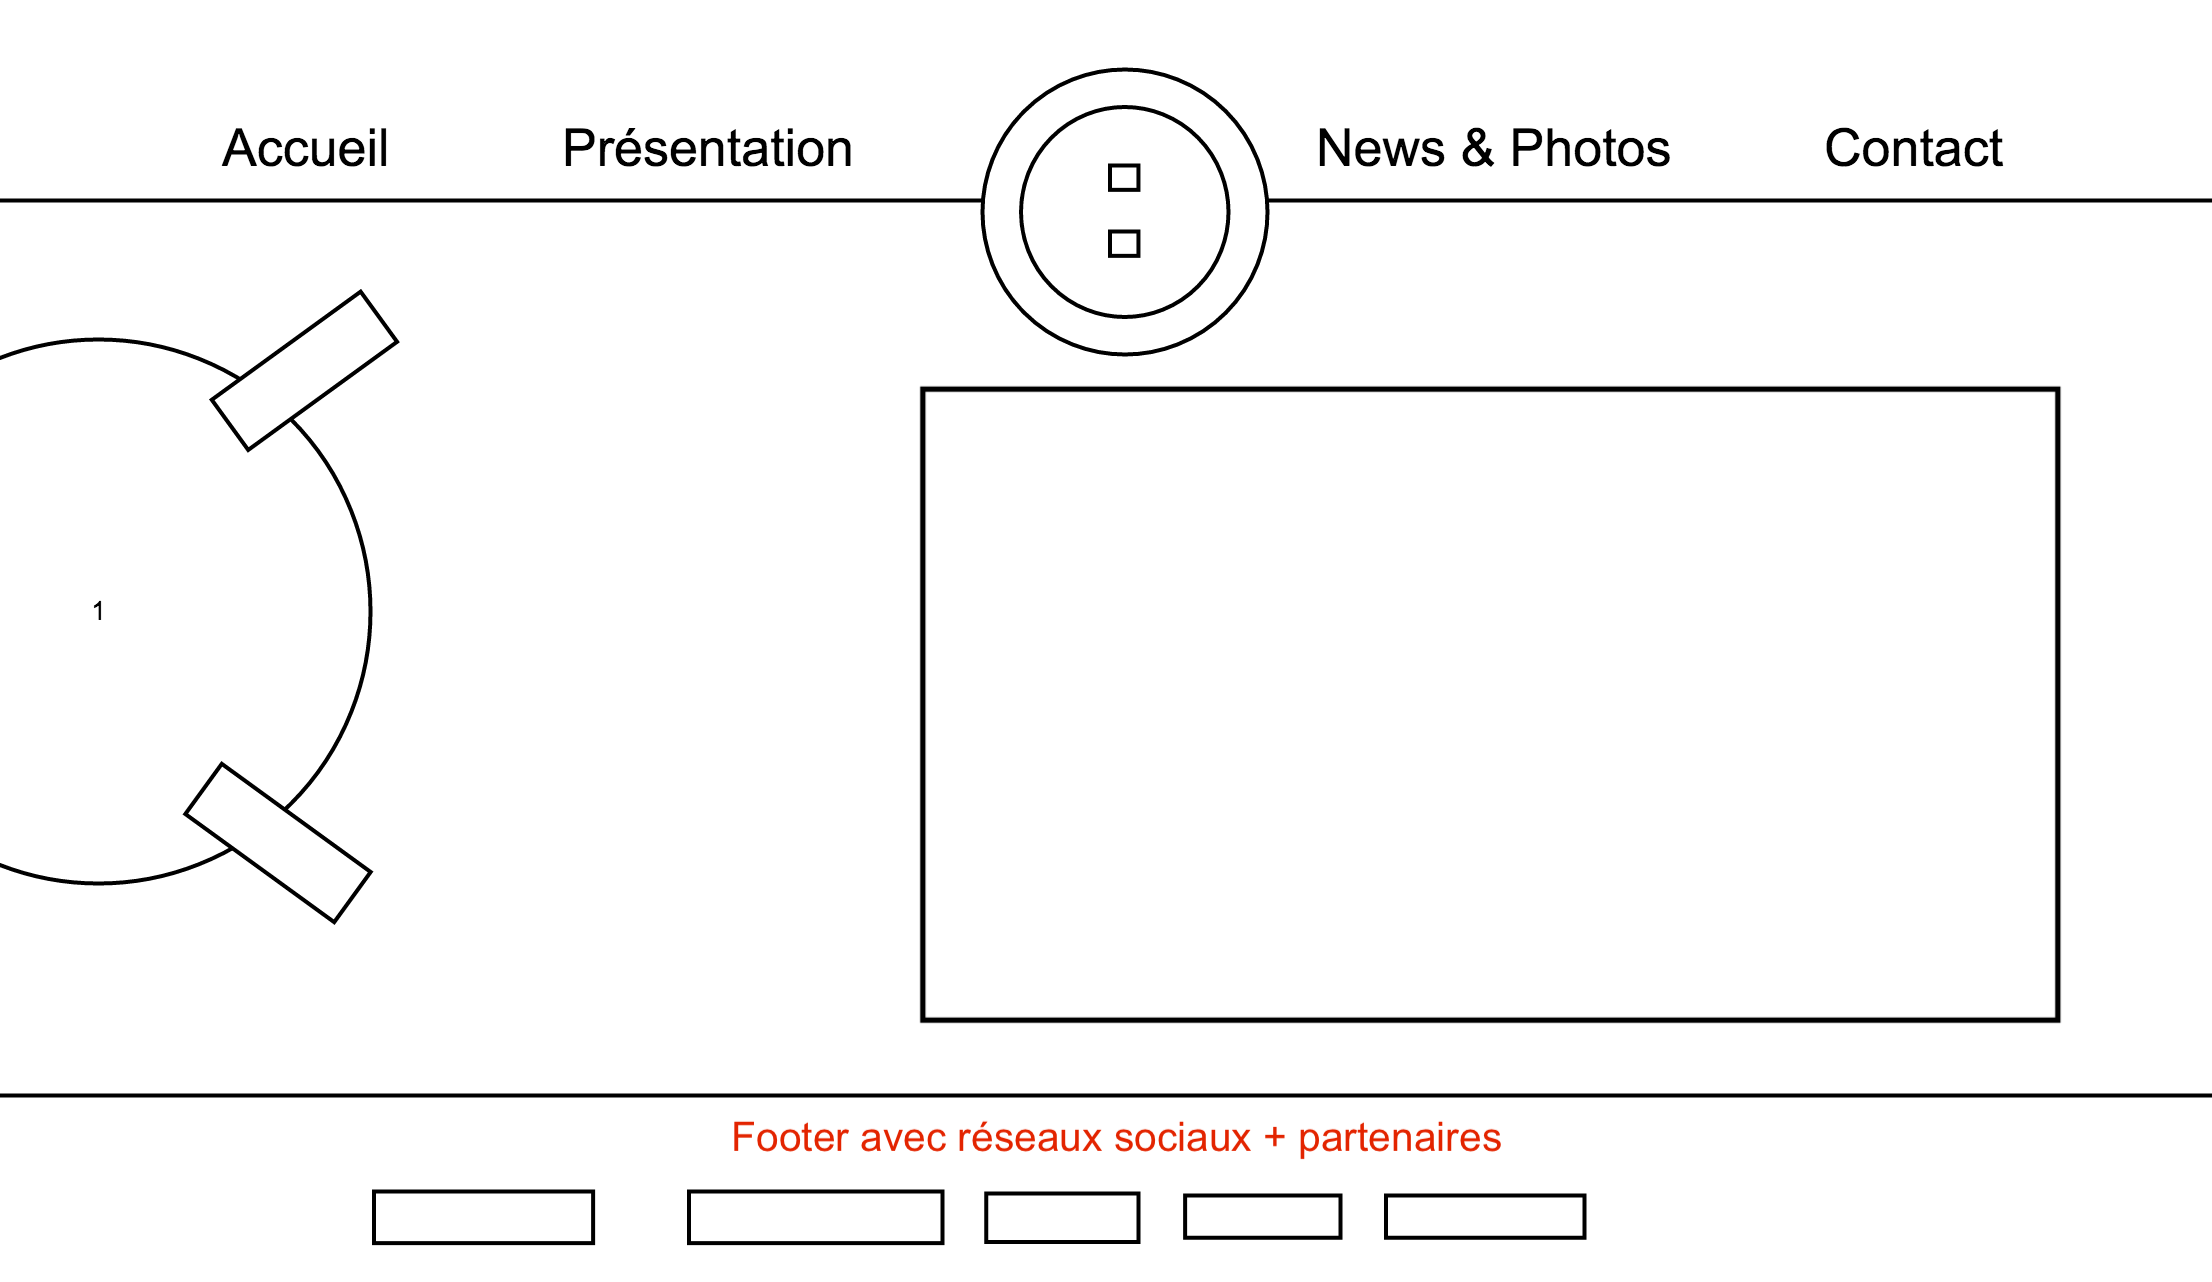 Accueil
Présentation
News & Photos
Contact
1
Footer avec réseaux sociaux + partenaires